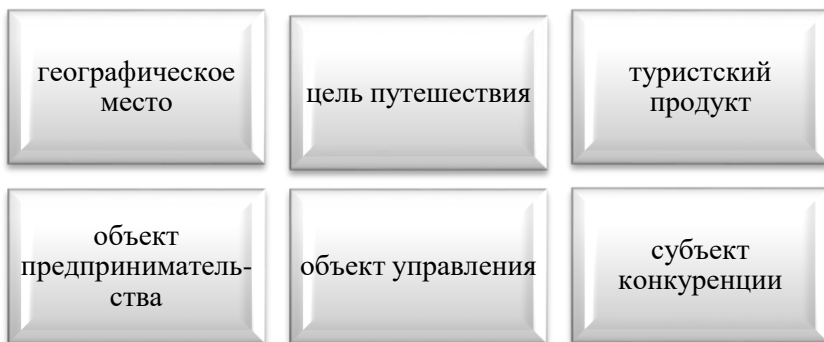 географическое
место
цель путешествия
туристский
продукт
объект
предприниматель-
ства
объект управления
субъект
конкуренции